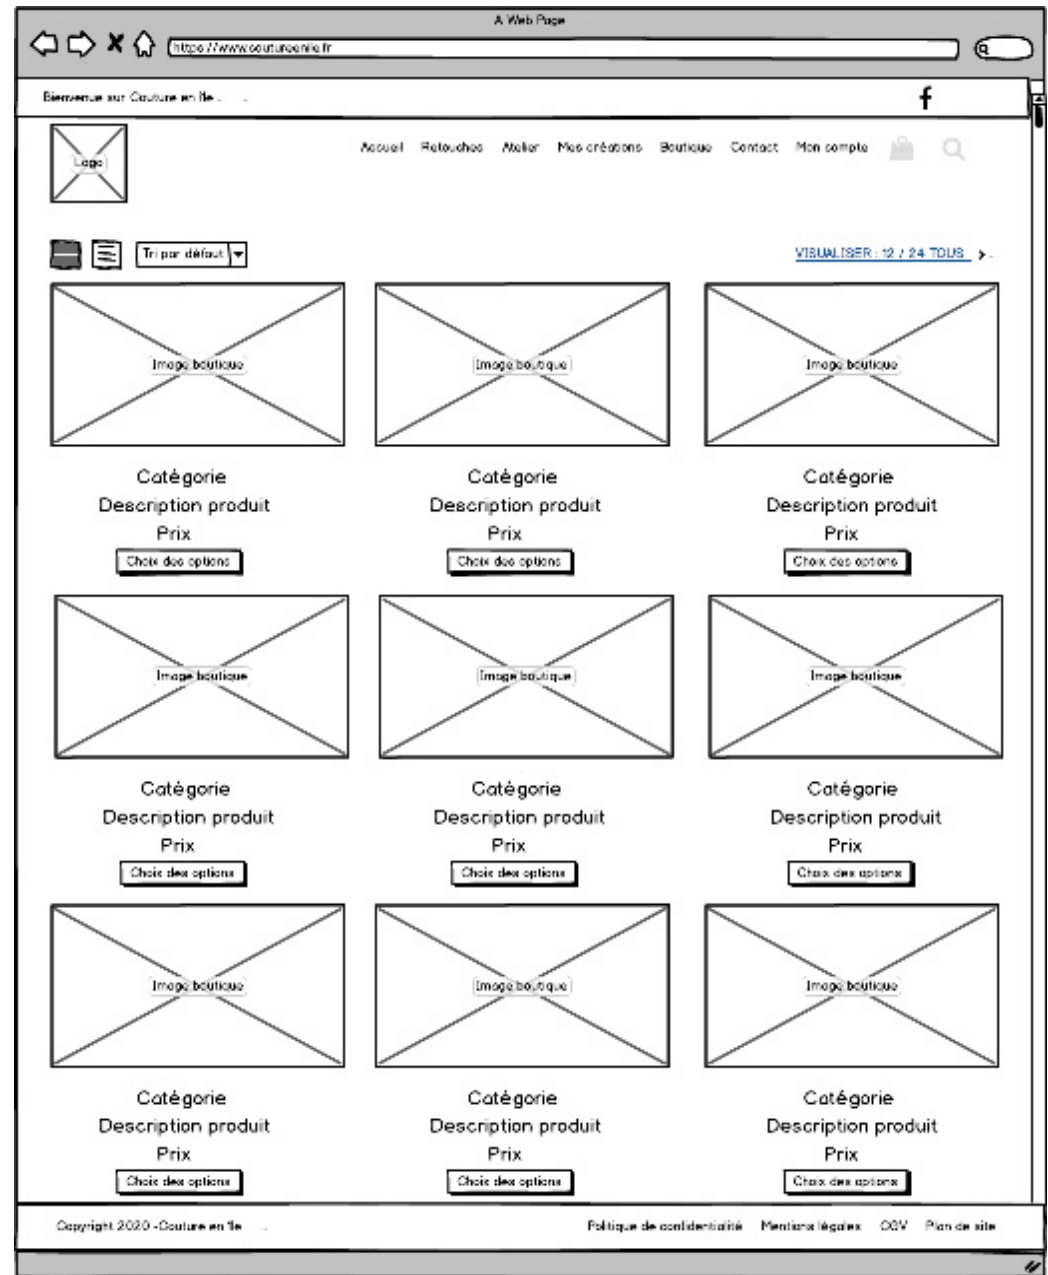 A Web Page
https://www.coutureenile.fr
Bienvenue sur Couture en île
f
Logo
Accueil Retouches Atelier Mes créations Boutique Contact Mon compte
Tri par défaut VISUALISER : 12 / 24 TOUS >
Image boutique Image boutique Image boutique
Catégorie Catégorie Catégorie
Description produit Description produit Description produit
Prix Prix Prix
Choix des options Choix des options Choix des options
Image boutique Image boutique Image boutique
Catégorie Catégorie Catégorie
Description produit Description produit Description produit
Prix Prix Prix
Choix des options Choix des options Choix des options
Image boutique Image boutique Image boutique
Catégorie Catégorie Catégorie
Description produit Description produit Description produit
Prix Prix Prix
Choix des options Choix des options Choix des options
Copyright 2020 -Couture en île Politique de confidentialité Mentions légales CGV Plan de site